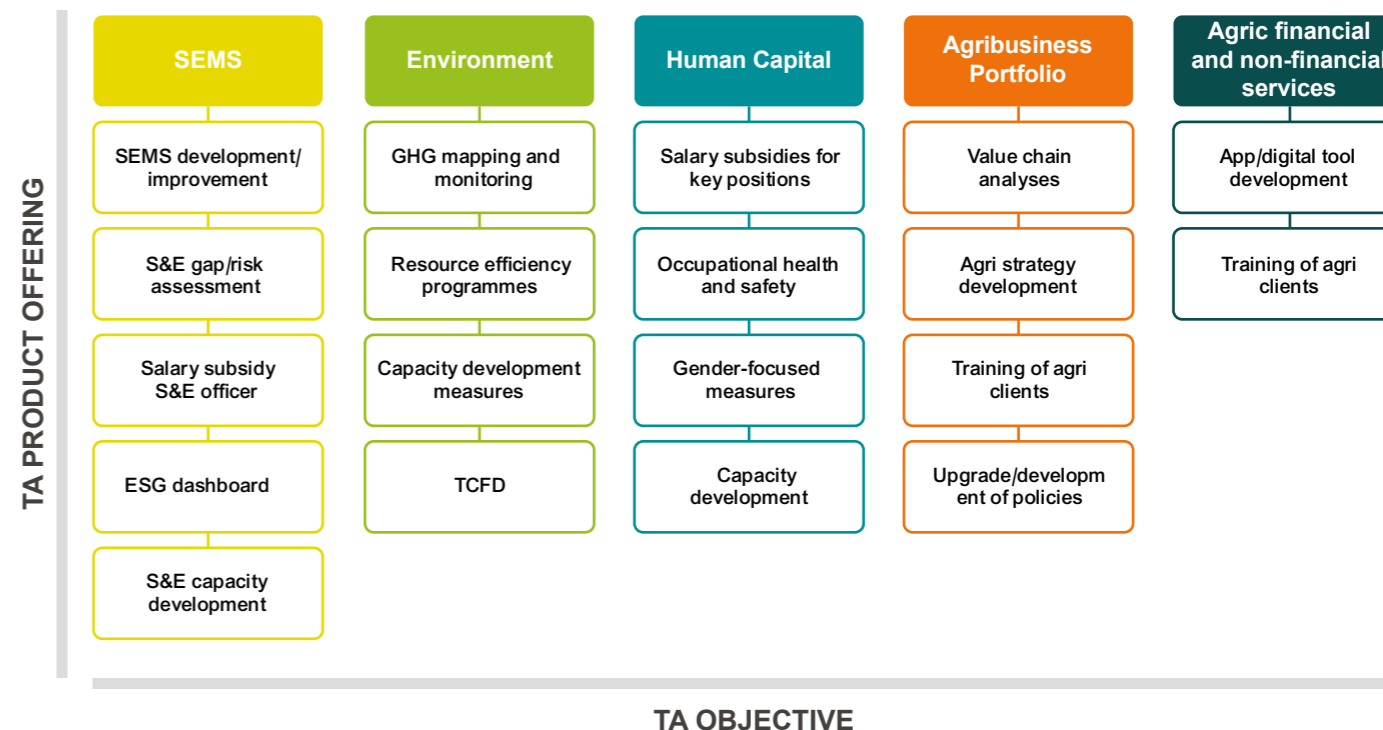 TA PRODUCT OFFERING
SEMS
SEMS development/
improvement
S&E gap/risk
assessment
Salary subsidy
S&E officer
ESG dashboard
S&E capacity
development
Environment
GHG mapping and
monitoring
Resource efficiency
programmes
Capacity development
measures
TCFD
Human Capital
Salary subsidies for
key positions
Occupational health
and safety
Gender-focused
measures
Capacity
development
Agribusiness
Portfolio
Value chain
analyses
Agri strategy
development
Training of agri
clients
Upgrade/developm
ent of policies
Agric financial
and non-financial
services
App/digital tool
development
Training of agri
clients
TA OBJECTIVE